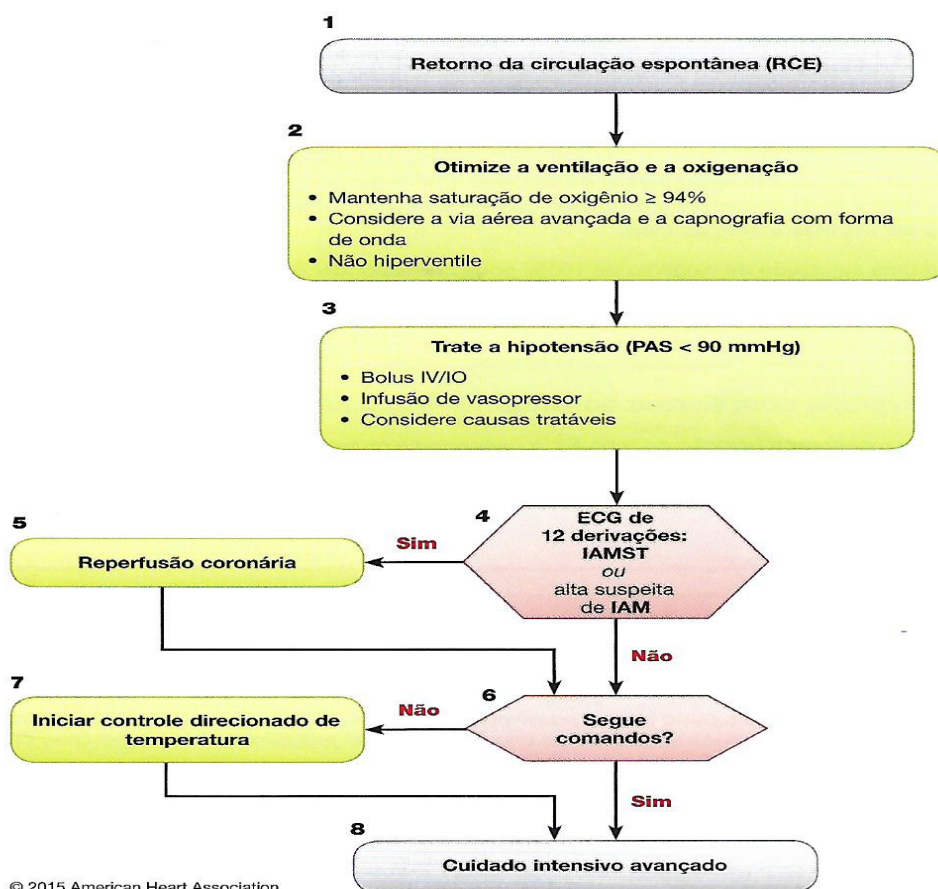 1
Retorno da circulação espontânea (RCE)
2
Otimize a ventilação e a oxigenação
• Mantenha saturação de oxigênio ≥ 94%
• Considere a via aérea avançada e a capnografia com forma
de onda
• Não hiperventile
3
Trate a hipotensão (PAS < 90 mmHg)
• Bolus IV/IO
• Infusão de vasopressor
• Considere causas tratáveis
4
ECG de
12 derivações:
IAMST
ou
alta suspeita
de IAM
Sim
5
Reperfusão coronária
Não
6
Segue
comandos?
Não
7
Iniciar controle direcionado de
temperatura
Sim
8
Cuidado intensivo avançado
© 2015 American Heart Association